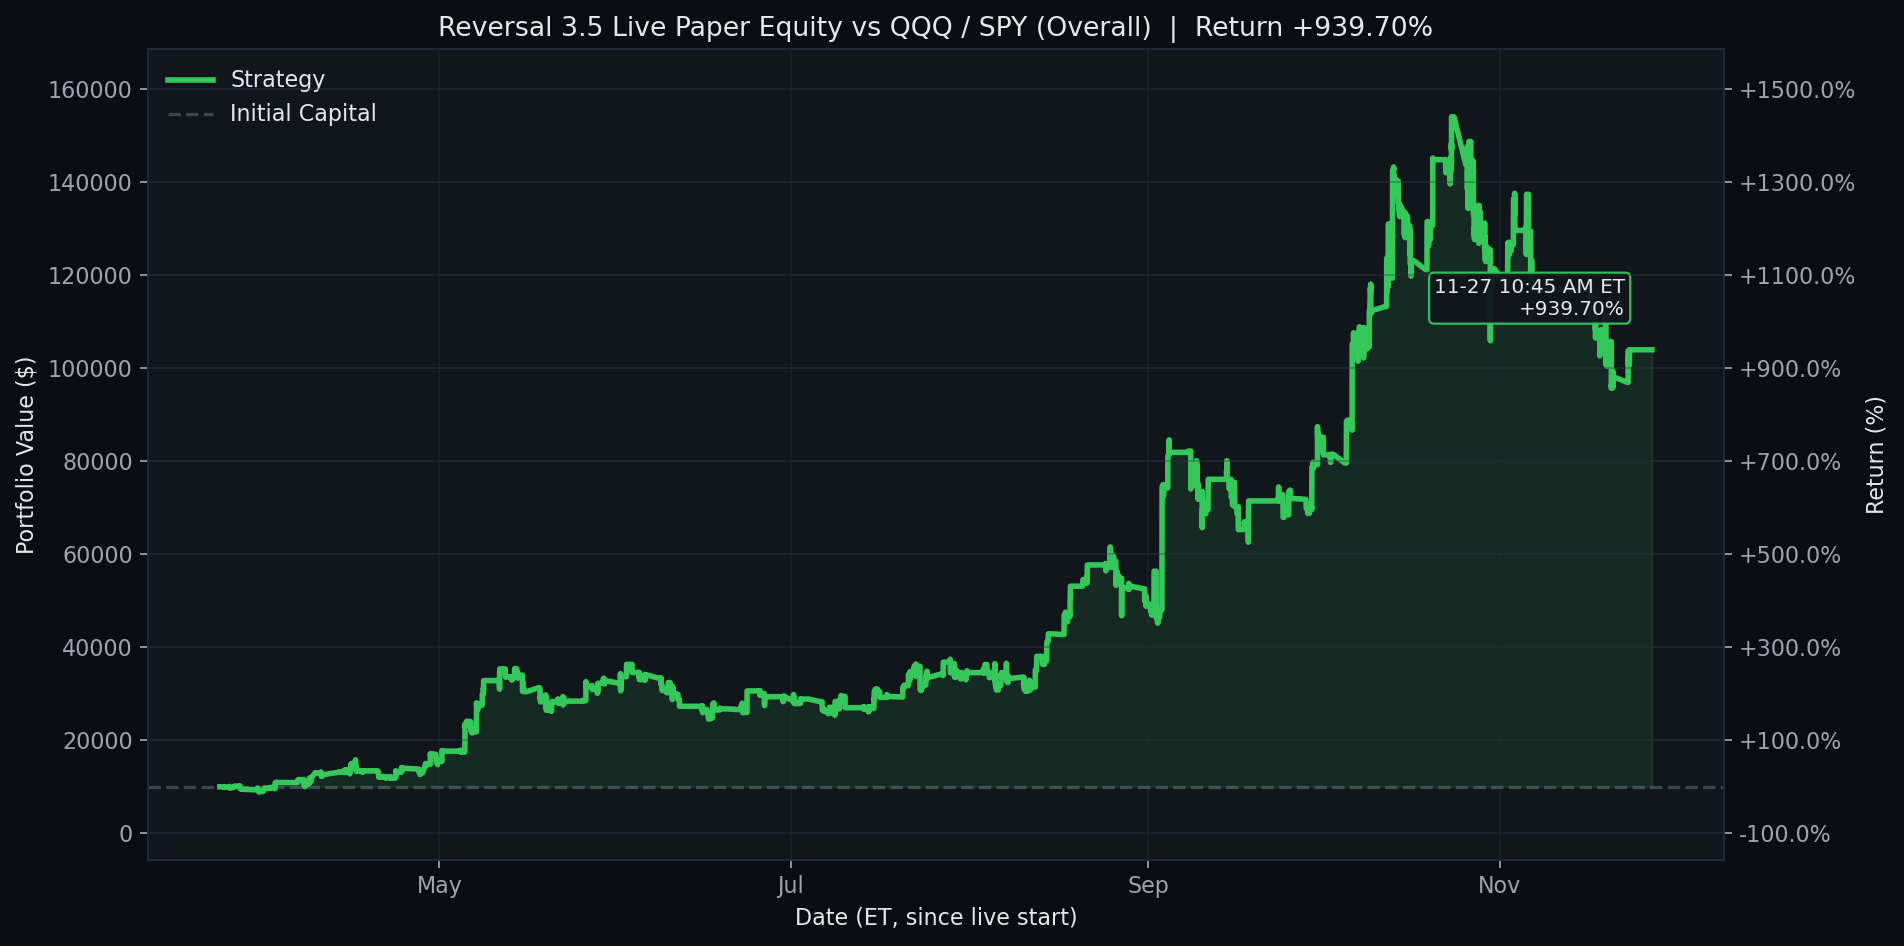 Reversal 3.5 Live Paper Equity vs QQQ / SPY (Overall)  |  Return +939.70%
Strategy
Initial Capital
160000
140000
120000
100000
80000
60000
40000
20000
0
Portfolio Value ($)
+1500.0%
+1300.0%
+1100.0%
+900.0%
+700.0%
+500.0%
+300.0%
+100.0%
-100.0%
Return (%)
11-27 10:45 AM ET
+939.70%
May
Jul
Sep
Nov
Date (ET, since live start)